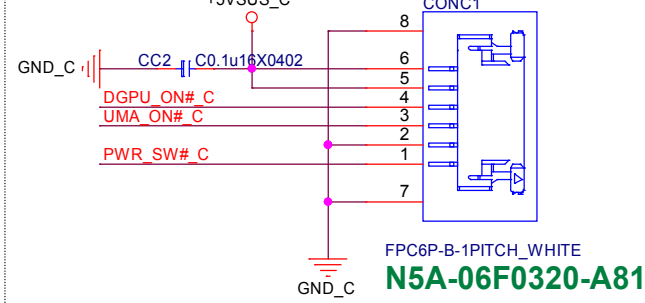 +5VSUS_C
CONC1
8
GND_C
CC2
C0.1u16X0402
6
5
DGPU_ON#_C
4
UMA_ON#_C
3
2
PWR_SW#_C
1
7
GND_C
FPC6P-B-1PITCH_WHITE
N5A-06F0320-A81